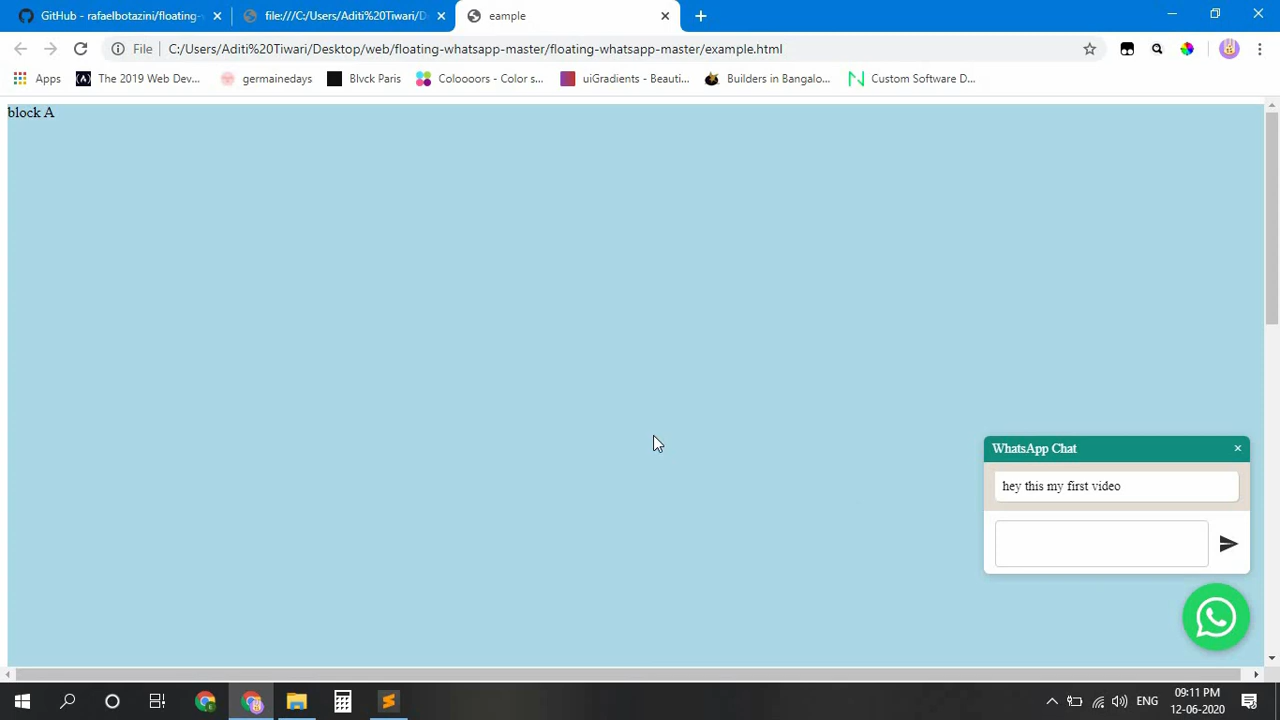 GitHub - rafaelbotazini/floating-
file:///C:/Users/Aditi%20Tiwari/De
eample
File
C:/Users/Aditi%20Tiwari/Desktop/web/floating-whatsapp-master/floating-whatsapp-master/example.html
Apps
The 2019 Web Dev...
germainedays
Blvck Paris
Coloooors - Color s...
uiGradients - Beauti...
Builders in Bangalo...
Custom Software D...
block A
WhatsApp Chat
hey this my first video
ENG
09:11 PM
12-06-2020